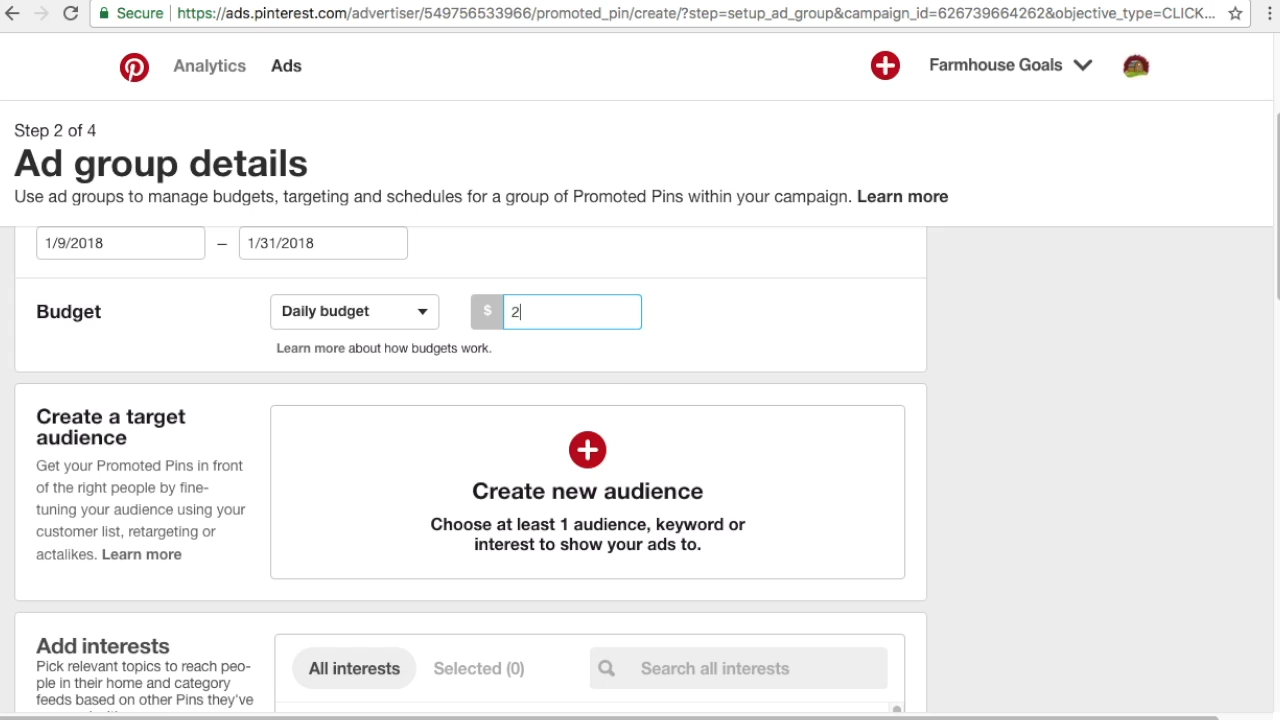 Secure
https://ads.pinterest.com/advertiser/549756533966/promoted_pin/create/?step=setup_ad_group&campaign_id=626739664262&objective_type=CLICK...
Analytics
Ads
Farmhouse Goals
Step 2 of 4
Ad group details
Use ad groups to manage budgets, targeting and schedules for a group of Promoted Pins within your campaign. Learn more
1/9/2018 – 1/31/2018
Budget
Daily budget
$ 2
Learn more about how budgets work.
Create a target
audience
Get your Promoted Pins in front
of the right people by fine-
tuning your audience using your
customer list, retargeting or
actalikes. Learn more
Create new audience
Choose at least 1 audience, keyword or
interest to show your ads to.
Add interests
Pick relevant topics to reach peo-
ple in their home and category
feeds based on other Pins they've
All interests
Selected (0)
Search all interests